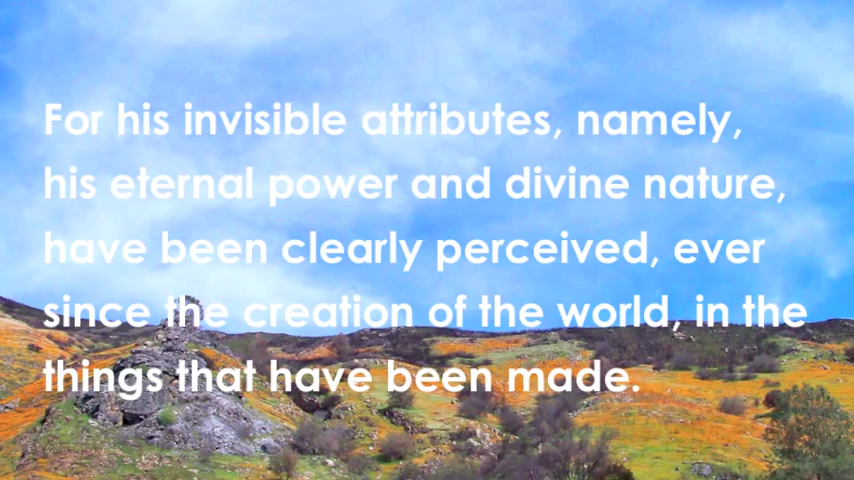 For his invisible attributes, namely,
his eternal power and divine nature,
have been clearly perceived, ever
since the creation of the world, in the
things that have been made.